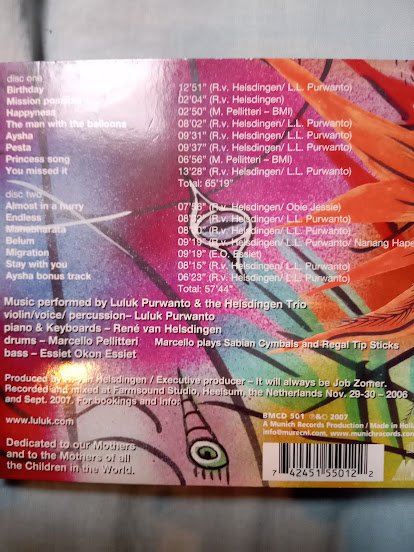 disc one
Birthday 12'51" (R.v. Helsdingen/ L.L. Purwanto)
Mission possible 02'04" (R.v. Helsdingen)
Happyness 02'50" (M. Pellitteri – BMI)
The man with the balloons 08'02" (R.v. Helsdingen/ L.L. Purwanto)
Aysha 09'31" (R.v. Helsdingen/ L.L. Purwanto)
Pesta 09'37" (R.v. Helsdingen/ L.L. Purwanto)
Princess song 06'56" (M. Pellitteri – BMI)
You missed it 13'28" (R.v. Helsdingen/ L.L. Purwanto)
Total: 65'19"
disc two
Almost in a hurry 07'56" (R.v. Helsdingen/ Obie Jessie)
Endless (R.v. Helsdingen/ L.L. Purwanto)
Mahabharata (R.v. Helsdingen/ L.L. Purwanto)
Belum 09'19" (R.v. Helsdingen/ L.L. Purwanto/ Nanang Hape
Migration 09'19" (E.O. Essiet)
Stay with you 08'15" (R.v. Helsdingen/ L.L. Purwanto)
Aysha bonus track 06'23" (R.v. Helsdingen/ L.L. Purwanto)
Total: 57'44"
Music performed by Luluk Purwanto & the Helsdingen Trio
violin/voice/ percussion– Luluk Purwanto
piano & Keyboards – René van Helsdingen
drums – Marcello Pellitteri Marcello plays Sabian Cymbals and Regal Tip Sticks
bass – Essiet Okon Essiet
Produced by R. van Helsdingen / Executive producer – It will always be Job Zomer.
Recorded and mixed at Farmsound Studio, Heelsum, the Netherlands Nov. 29-30 – 2006
and Sept. 2007. For bookings and Info:
www.luluk.com
BMCD 501 ℗&© 2007
A Munich Records Production / Made in Holl
info@munich.nl / www.munichrecords.com
Dedicated to our Mothers
and to the Mothers of all
the Children in the World.
7 42451 55012 2